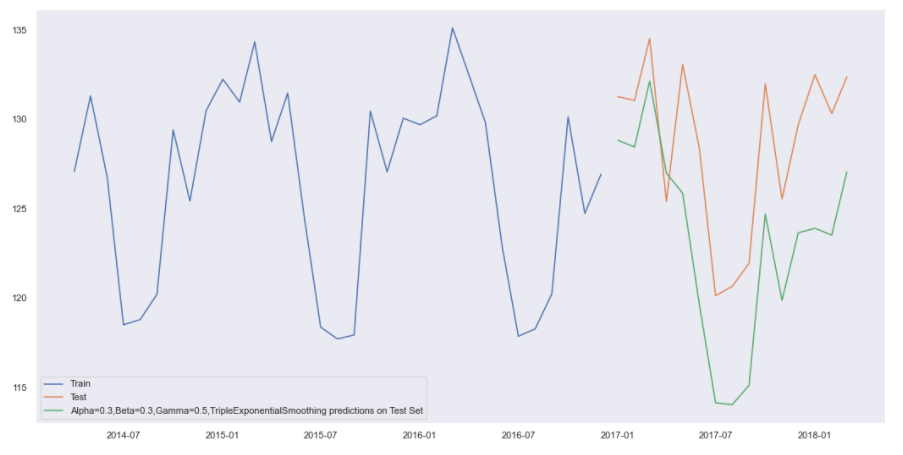 135
130
125
120
115
Train
Test
Alpha=0.3,Beta=0.3,Gamma=0.5,TripleExponentialSmoothing predictions on Test Set
2014-07 2015-01 2015-07 2016-01 2016-07 2017-01 2017-07 2018-01